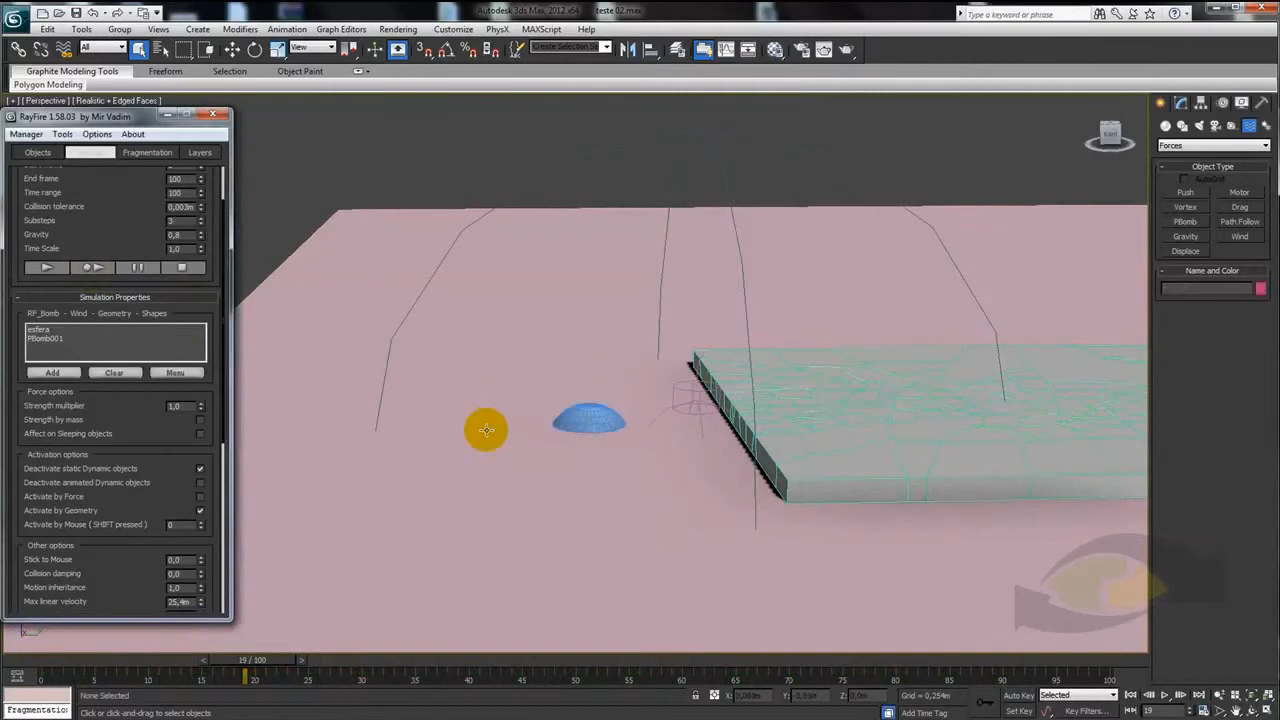 Autodesk 3ds Max 2012 x64    teste 02.max
Type a keyword or phrase
Edit Tools Group Views Create Modifiers Animation Graph Editors Rendering Customize PhysX MAXScript Help
All View Create Selection Se
Graphite Modeling Tools Freeform Selection Object Paint
Polygon Modeling
[ + ] [ Perspective ] [ Realistic + Edged Faces ]
RayFire 1.58.03 by Mir Vadim
Manager Tools Options About
Objects Fragmentation Layers
End frame 100
Time range 100
Collision tolerance 0,003m
Substeps 3
Gravity 0,8
Time Scale 1,0
Simulation Properties
RF_Bomb - Wind - Geometry - Shapes
esfera
PBomb001
Add Clear Menu
Force options
Strength multiplier 1,0
Strength by mass
Affect on Sleeping objects
Activation options
Deactivate static Dynamic objects
Deactivate animated Dynamic objects
Activate by Force
Activate by Geometry
Activate by Mouse ( SHIFT pressed ) 0
Other options
Stick to Mouse 0,0
Collision damping 0,0
Motion inheritance 1,0
Max linear velocity 25,4m
Forces
- Object Type
AutoGrid
Push Motor
Vortex Drag
PBomb Path Follow
Gravity Wind
Displace
- Name and Color
< 19 / 100 >
0 5 10 15 20 25 30 35 40 45 50 55 60 65 70 75 80 85 90 95 100
None Selected X: Y: Z: 0,0m Grid = 0,254m Auto Key Selected
Fragmentatio Click or click-and-drag to select objects Add Time Tag Set Key Key Filters... 19